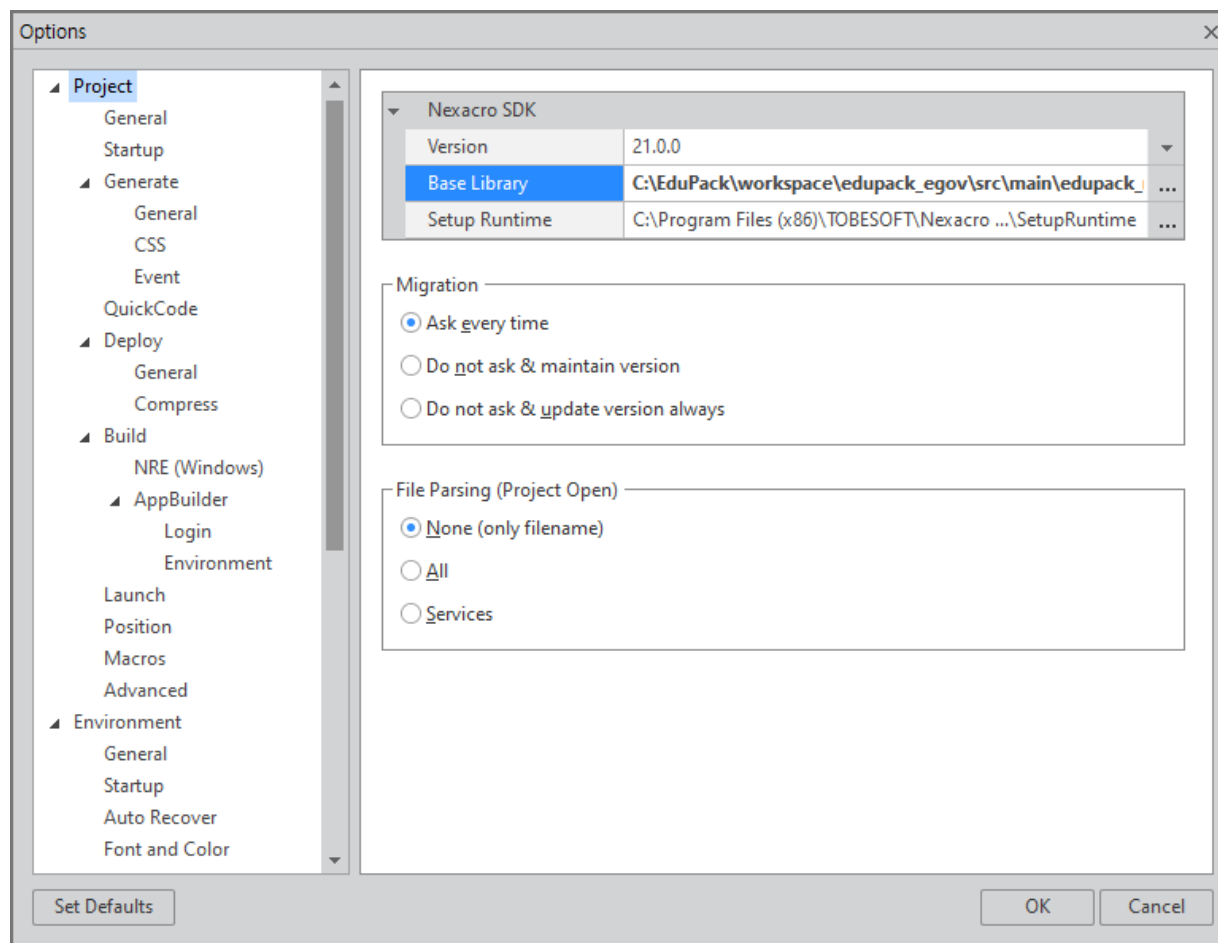 Options
Project
General
Startup
Generate
General
CSS
Event
QuickCode
Deploy
General
Compress
Build
NRE (Windows)
AppBuilder
Login
Environment
Launch
Position
Macros
Advanced
Environment
General
Startup
Auto Recover
Font and Color
Nexacro SDK
Version 21.0.0
Base Library C:\EduPack\workspace\edupack_egov\src\main\edupack_ ...
Setup Runtime C:\Program Files (x86)\TOBESOFT\Nexacro ...\SetupRuntime ...
Migration
Ask every time
Do not ask & maintain version
Do not ask & update version always
File Parsing (Project Open)
None (only filename)
All
Services
Set Defaults
OK Cancel